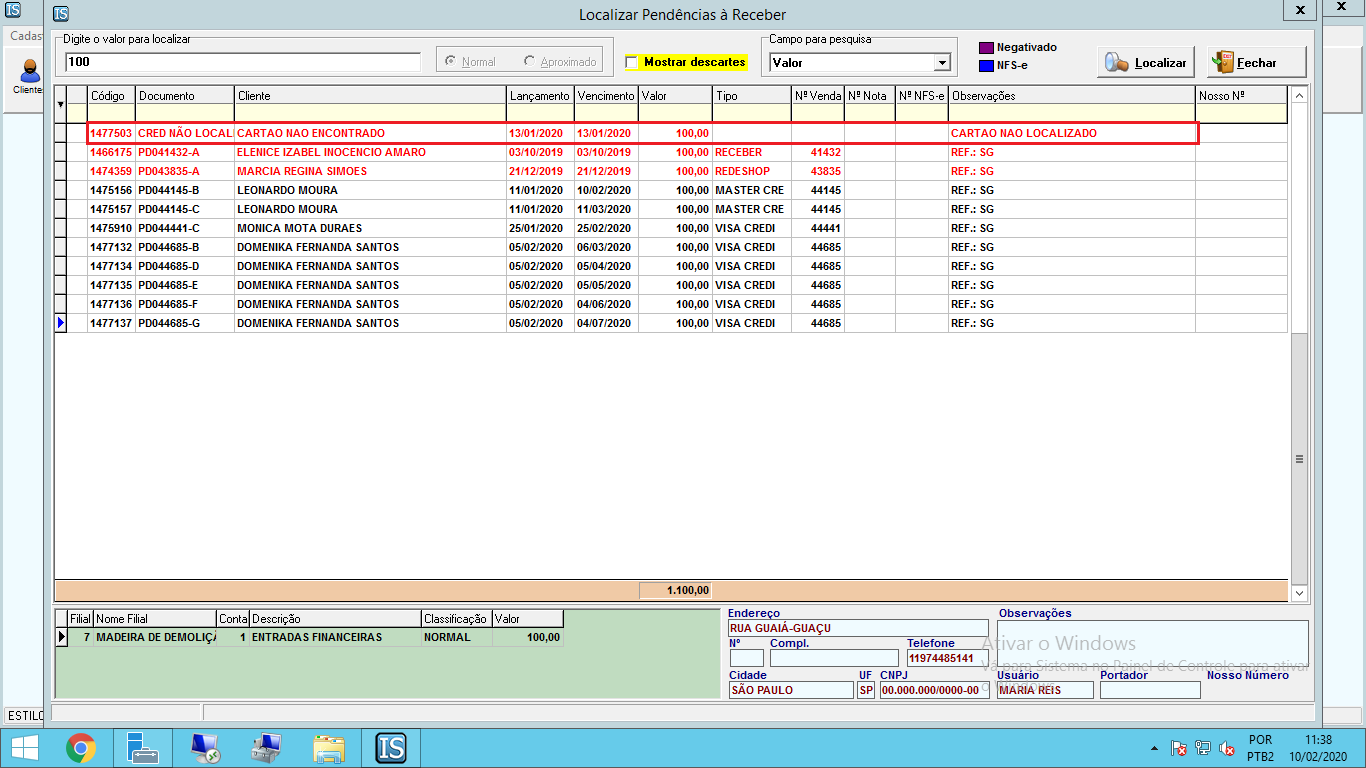 Localizar Pendências à Receber
Cadas
Cliente
Digite o valor para localizar
100
Normal Aproximado
Mostrar descartes
Campo para pesquisa
Valor
Negativado
NFS-e
Localizar
Fechar
Código Documento Cliente Lançamento Vencimento Valor Tipo Nº Venda Nº Nota Nº NFS-e Observações Nosso Nº
1477503 CRED NÃO LOCALI CARTAO NAO ENCONTRADO 13/01/2020 13/01/2020 100,00 CARTAO NAO LOCALIZADO
1466175 PD041432-A ELENICE IZABEL INOCENCIO AMARO 03/10/2019 03/10/2019 100,00 RECEBER 41432 REF.: SG
1474359 PD043835-A MARCIA REGINA SIMOES 21/12/2019 21/12/2019 100,00 REDESHOP 43835 REF.: SG
1475156 PD044145-B LEONARDO MOURA 11/01/2020 10/02/2020 100,00 MASTER CRE 44145 REF.: SG
1475157 PD044145-C LEONARDO MOURA 11/01/2020 11/03/2020 100,00 MASTER CRE 44145 REF.: SG
1475910 PD044441-C MONICA MOTA DURAES 25/01/2020 25/02/2020 100,00 VISA CREDI 44441 REF.: SG
1477132 PD044685-B DOMENIKA FERNANDA SANTOS 05/02/2020 06/03/2020 100,00 VISA CREDI 44685 REF.: SG
1477134 PD044685-D DOMENIKA FERNANDA SANTOS 05/02/2020 05/04/2020 100,00 VISA CREDI 44685 REF.: SG
1477135 PD044685-E DOMENIKA FERNANDA SANTOS 05/02/2020 05/05/2020 100,00 VISA CREDI 44685 REF.: SG
1477136 PD044685-F DOMENIKA FERNANDA SANTOS 05/02/2020 04/06/2020 100,00 VISA CREDI 44685 REF.: SG
1477137 PD044685-G DOMENIKA FERNANDA SANTOS 05/02/2020 04/07/2020 100,00 VISA CREDI 44685 REF.: SG
1.100,00
Filial Nome Filial Conta Descrição Classificação Valor
7 MADEIRA DE DEMOLIÇÃ 1 ENTRADAS FINANCEIRAS NORMAL 100,00
Endereço
RUA GUAIÁ-GUAÇU
Nº Compl. Telefone
11974485141
Cidade UF CNPJ
SÃO PAULO SP 00.000.000/0000-00
Observações
Ativar o Windows
Vá para Sistema no Painel de Controle para ativar
o Windows.
Usuário Portador Nosso Número
MARIA REIS
ESTILO
IS
POR 11:38
PTB2 10/02/2020